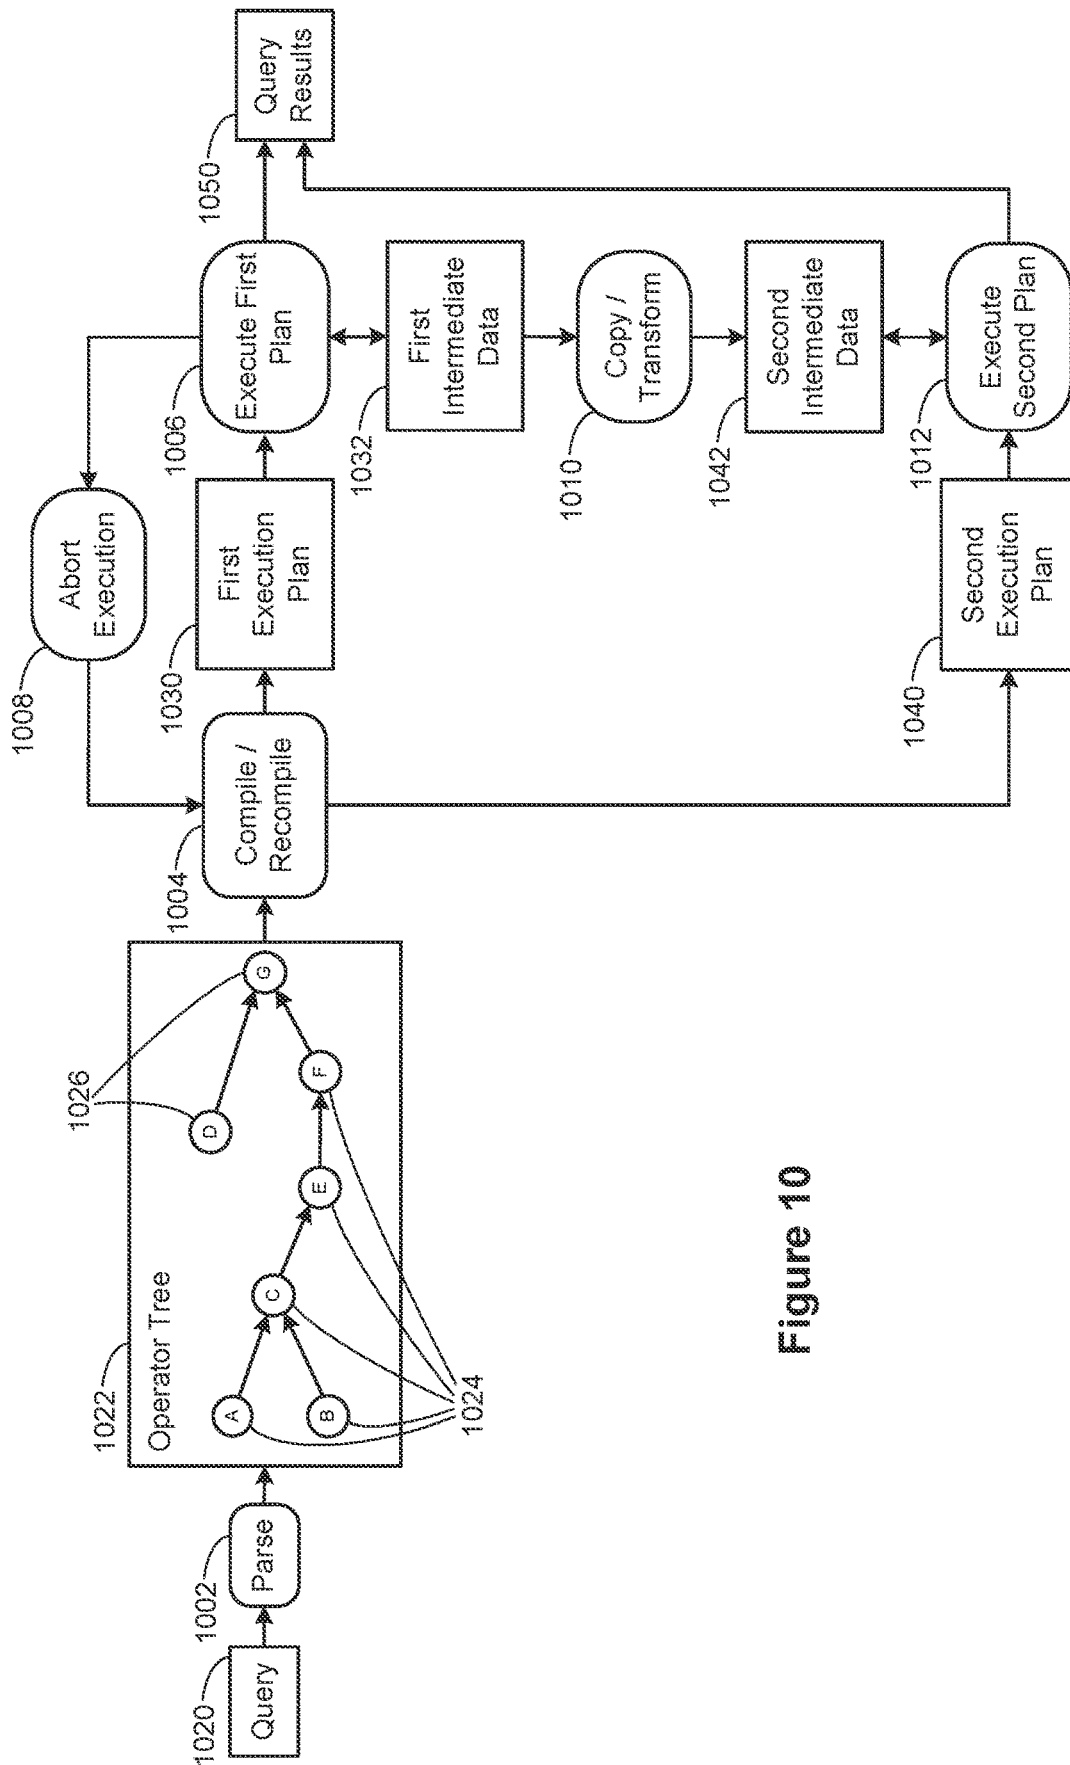 1020
Query
1002
Parse
1022
Operator Tree
A
B
C
D
E
F
G
1024
1026
1004
Compile /
Recompile
1008
Abort
Execution
1030
First
Execution
Plan
1006
Execute First
Plan
1050
Query
Results
1032
First
Intermediate
Data
1010
Copy /
Transform
1042
Second
Intermediate
Data
1040
Second
Execution
Plan
1012
Execute
Second Plan
Figure 10